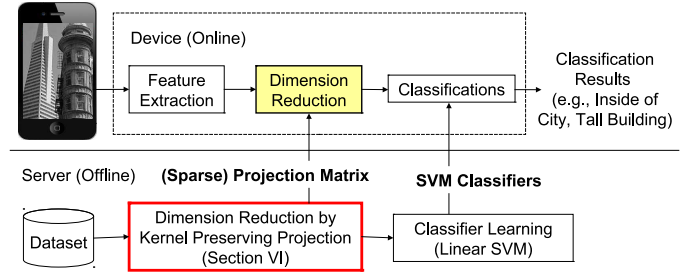 Device (Online)
Feature
Extraction
Dimension
Reduction
Classifications
Classification
Results
(e.g., Inside of
City, Tall Building)
Server (Offline)
(Sparse) Projection Matrix
SVM Classifiers
Dataset
Dimension Reduction by
Kernel Preserving Projection
(Section VI)
Classifier Learning
(Linear SVM)